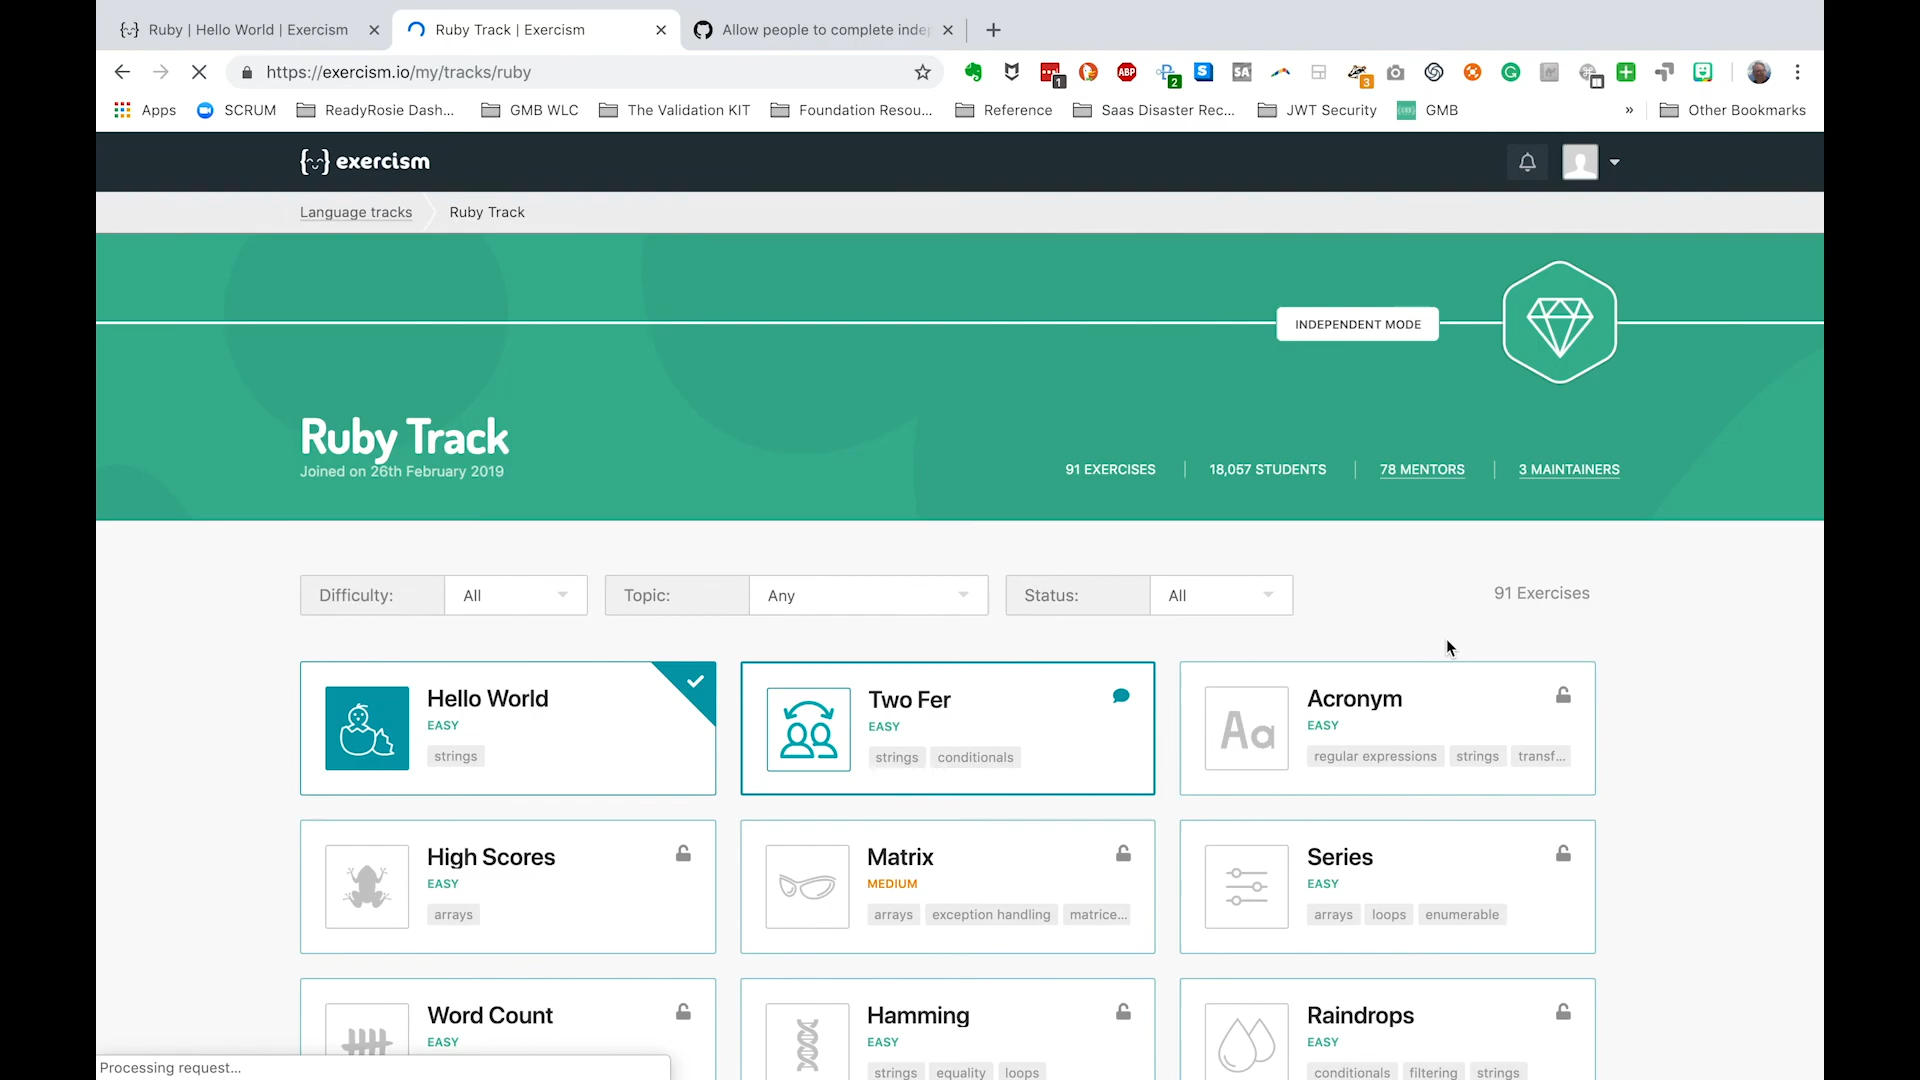 Ruby | Hello World | Exercism
Ruby Track | Exercism
Allow people to complete inde
https://exercism.io/my/tracks/ruby
1
ABP
2
S
SA
3
G
Apps
SCRUM
ReadyRosie Dash...
GMB WLC
The Validation KIT
Foundation Resou...
Reference
Saas Disaster Rec...
JWT Security
GMB
»
Other Bookmarks
{ } exercism
Language tracks
Ruby Track
INDEPENDENT MODE
Ruby Track
Joined on 26th February 2019
91 EXERCISES
18,057 STUDENTS
78 MENTORS
3 MAINTAINERS
Difficulty:
All
Topic:
Any
Status:
All
91 Exercises
Hello World
EASY
strings
Two Fer
EASY
strings
conditionals
Aa
Acronym
EASY
regular expressions
strings
transf...
High Scores
EASY
arrays
Matrix
MEDIUM
arrays
exception handling
matrice...
Series
EASY
arrays
loops
enumerable
Word Count
EASY
Hamming
EASY
strings
equality
loops
Raindrops
EASY
conditionals
filtering
strings
Processing request...